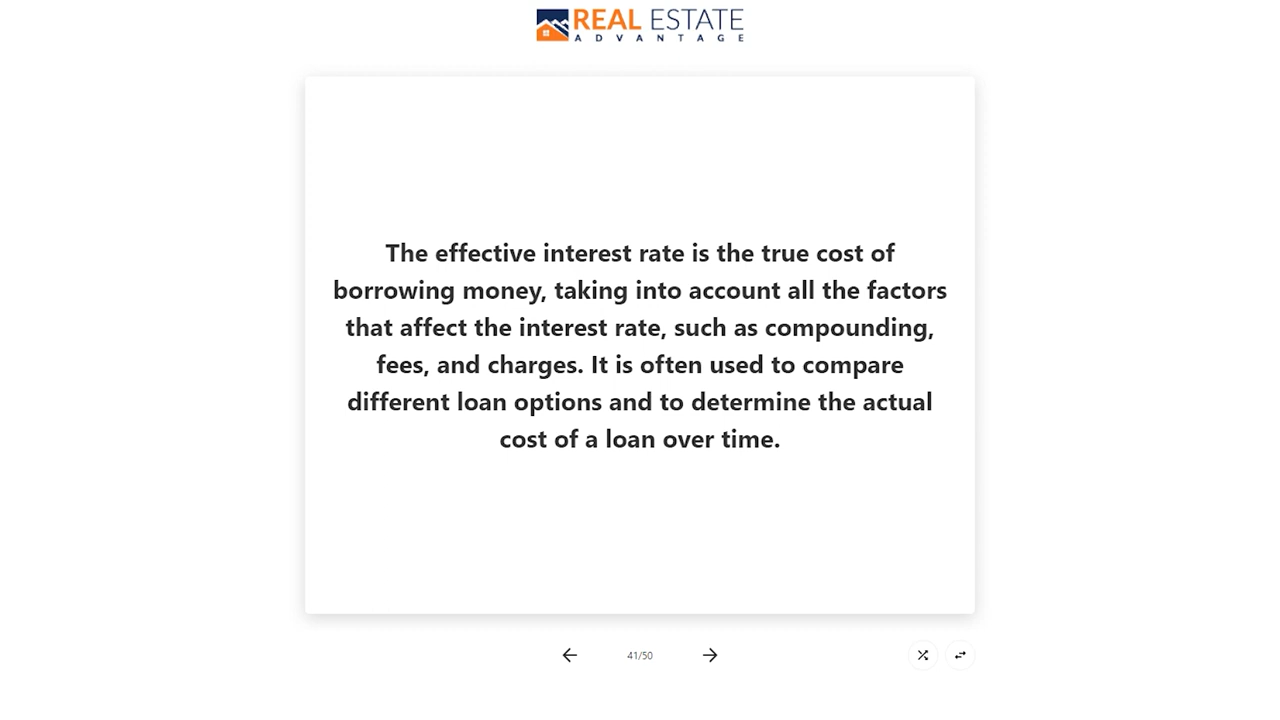 REAL ESTATE
ADVANTAGE
The effective interest rate is the true cost of
borrowing money, taking into account all the factors
that affect the interest rate, such as compounding,
fees, and charges. It is often used to compare
different loan options and to determine the actual
cost of a loan over time.
41/50